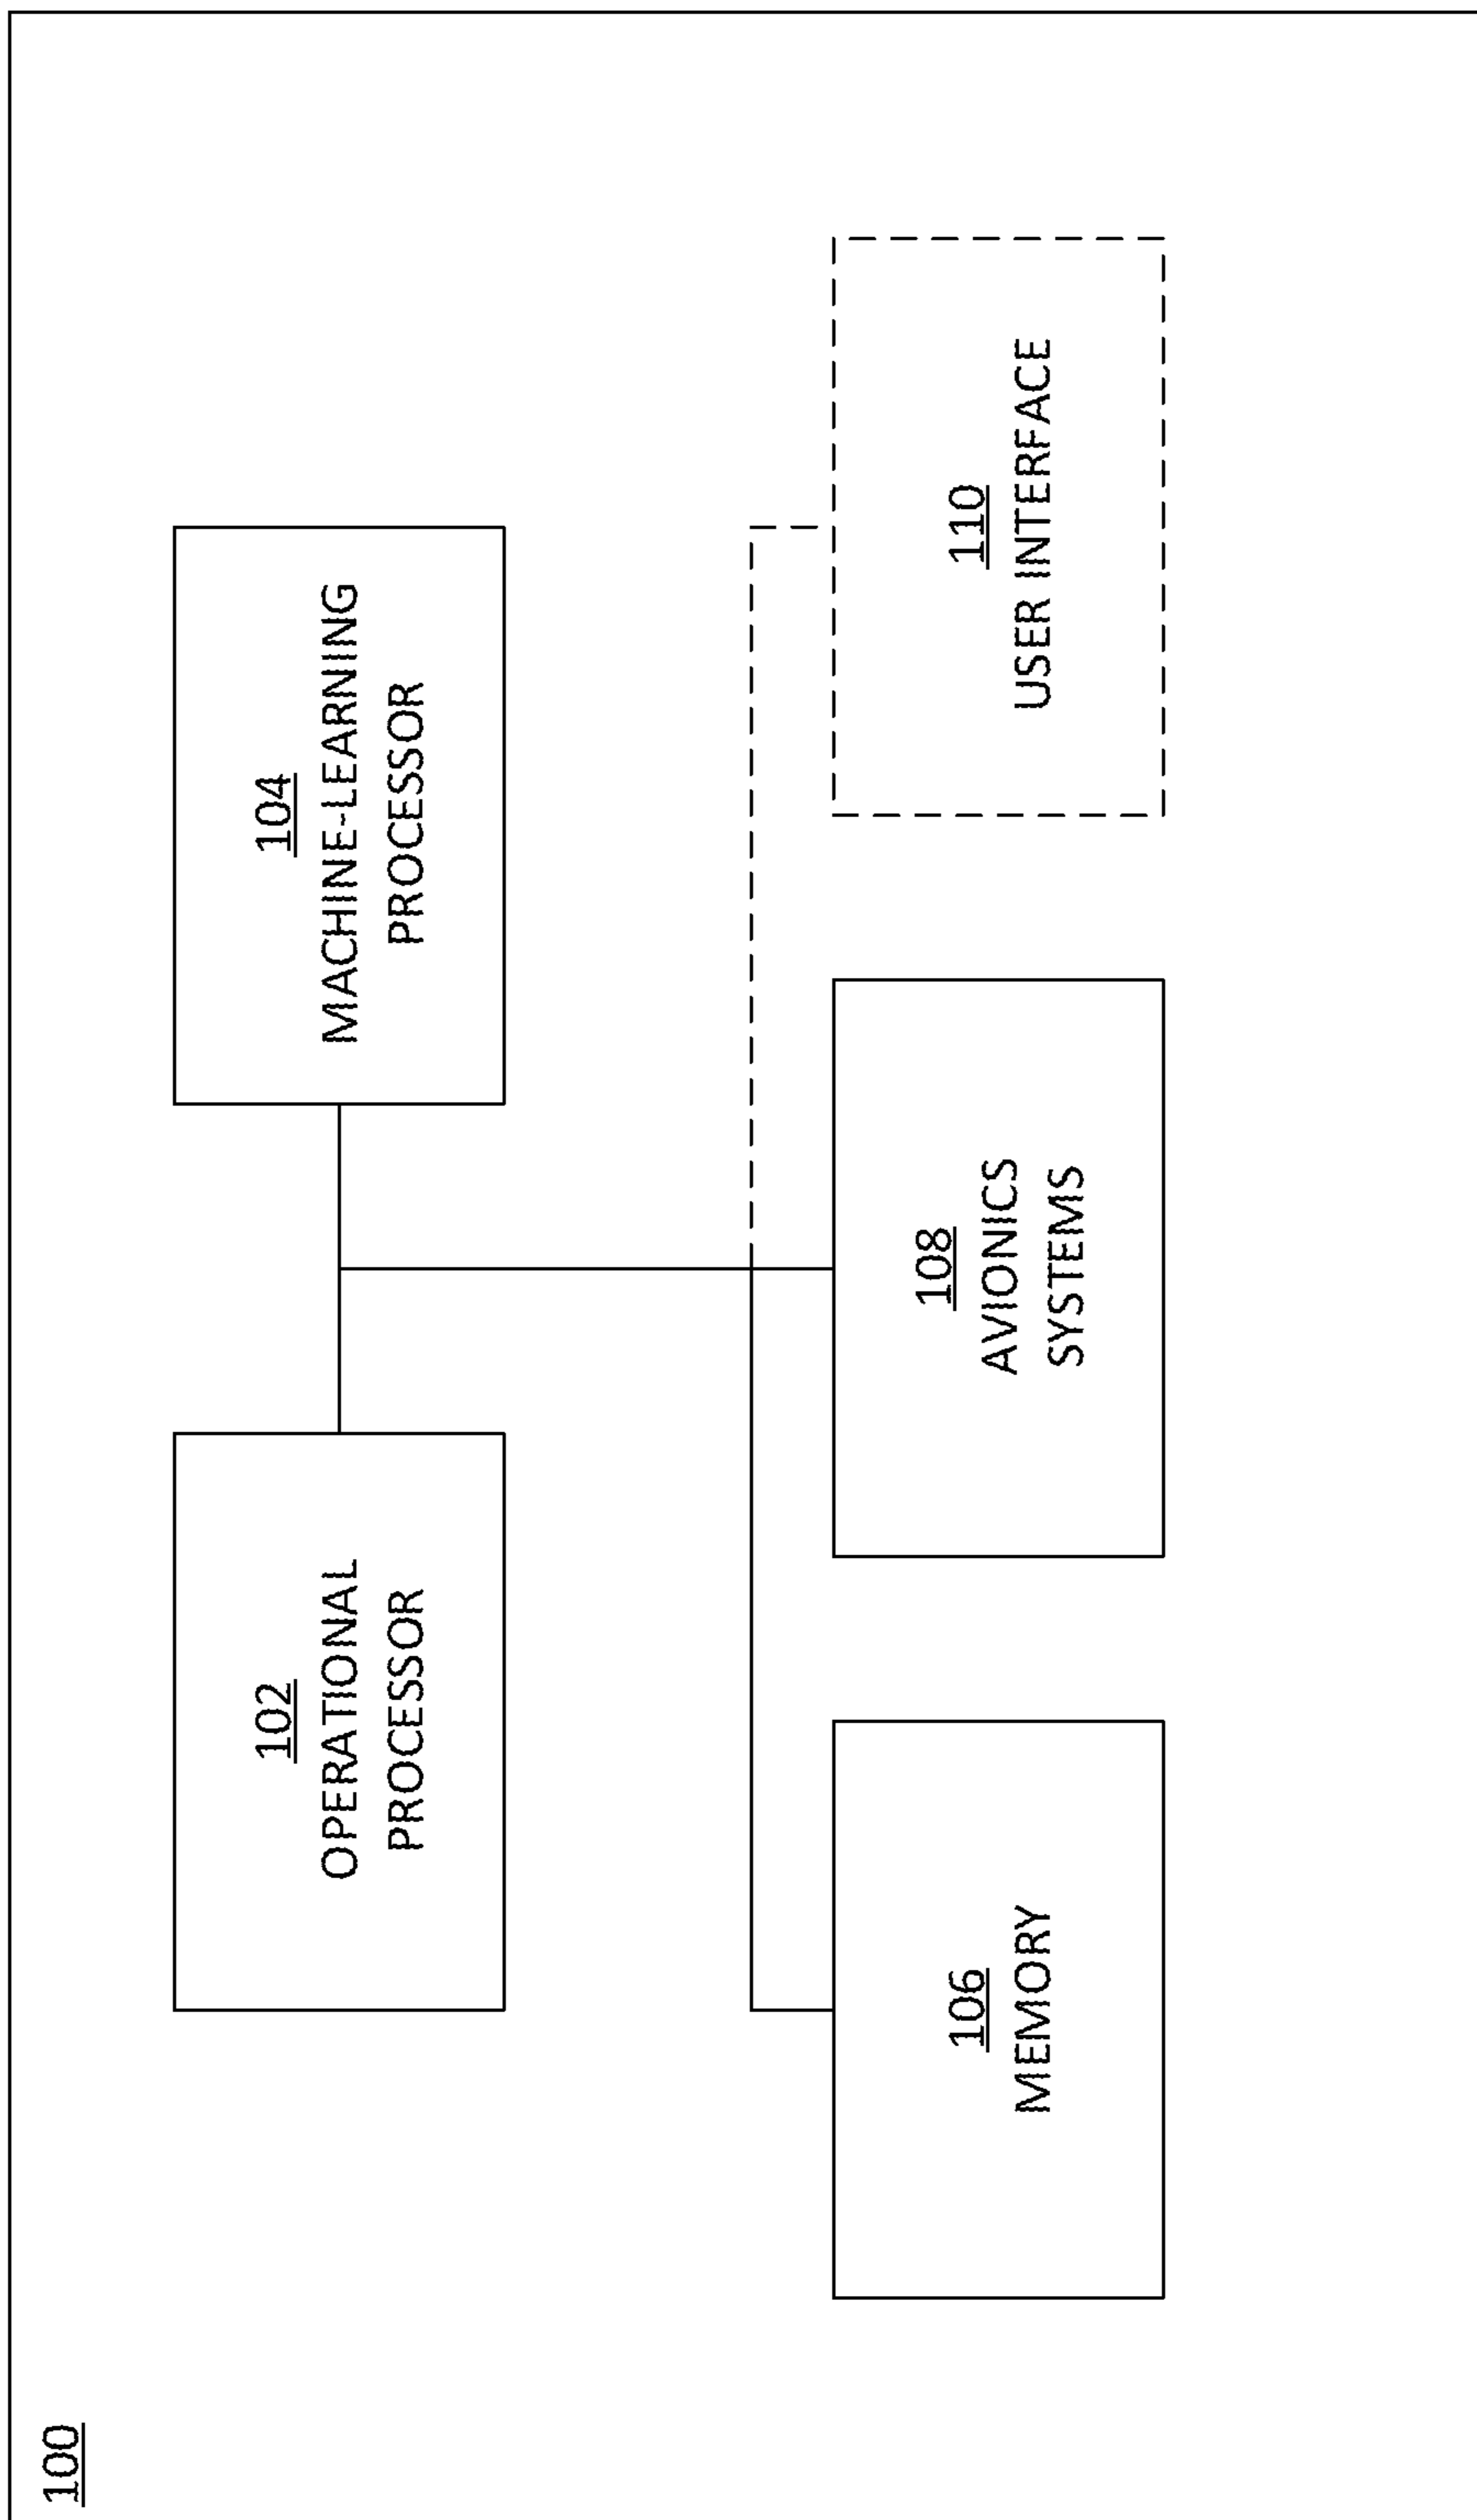 100
102
OPERATIONAL
PROCESSOR
104
MACHINE-LEARNING
PROCESSOR
106
MEMORY
108
AVIONICS
SYSTEMS
110
USER INTERFACE